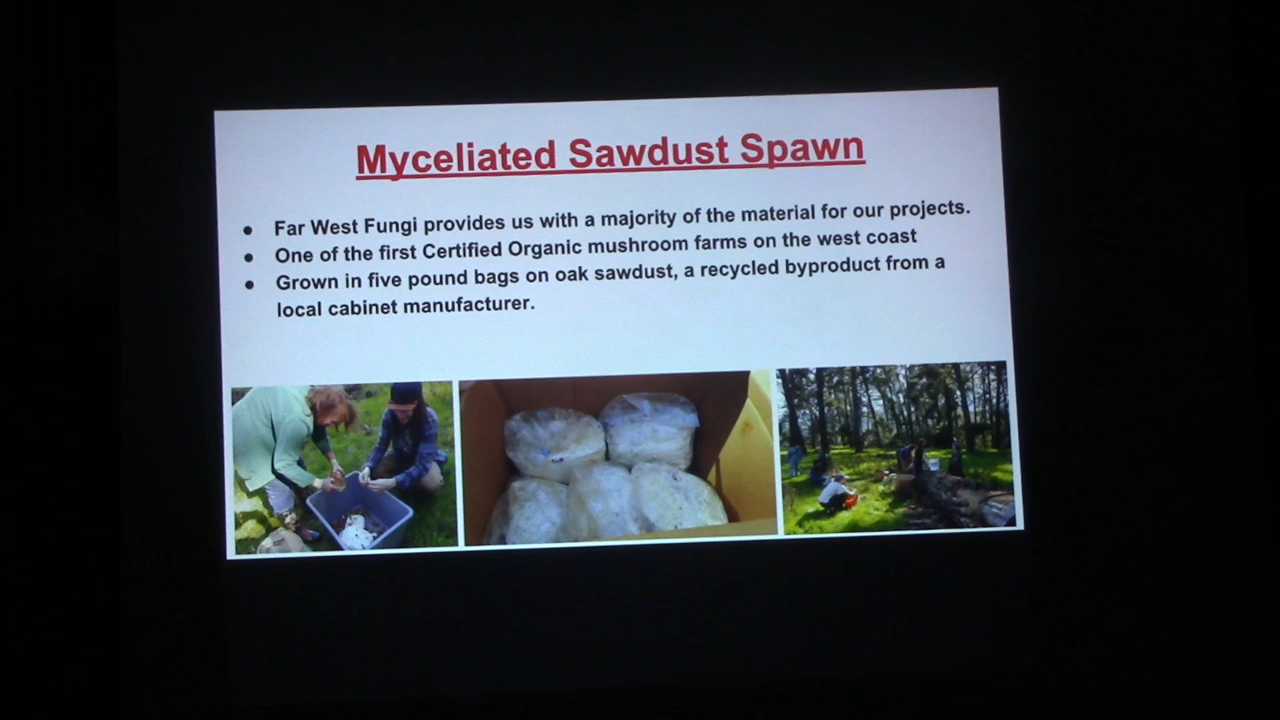 Myceliated Sawdust Spawn
● Far West Fungi provides us with a majority of the material for our projects.
● One of the first Certified Organic mushroom farms on the west coast
● Grown in five pound bags on oak sawdust, a recycled byproduct from a
local cabinet manufacturer.